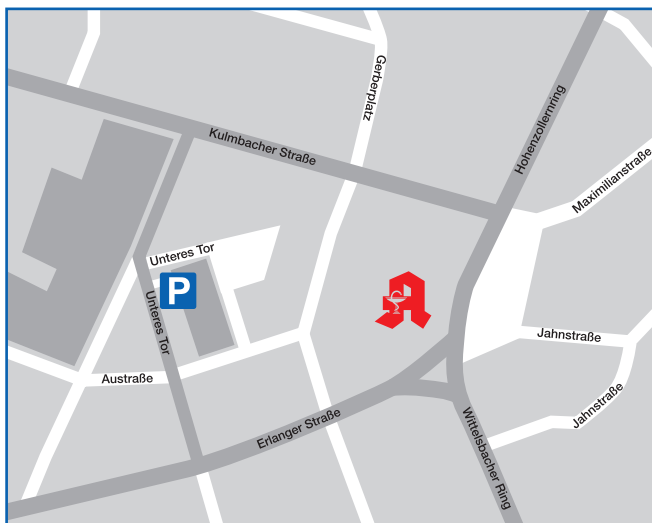 Gerberplatz
Hohenzollernring
Kulmbacher Straße
Maximilianstraße
Unteres Tor
P
Unteres Tor
Jahnstraße
Austraße
Jahnstraße
Erlanger Straße
Wittelsbacher Ring